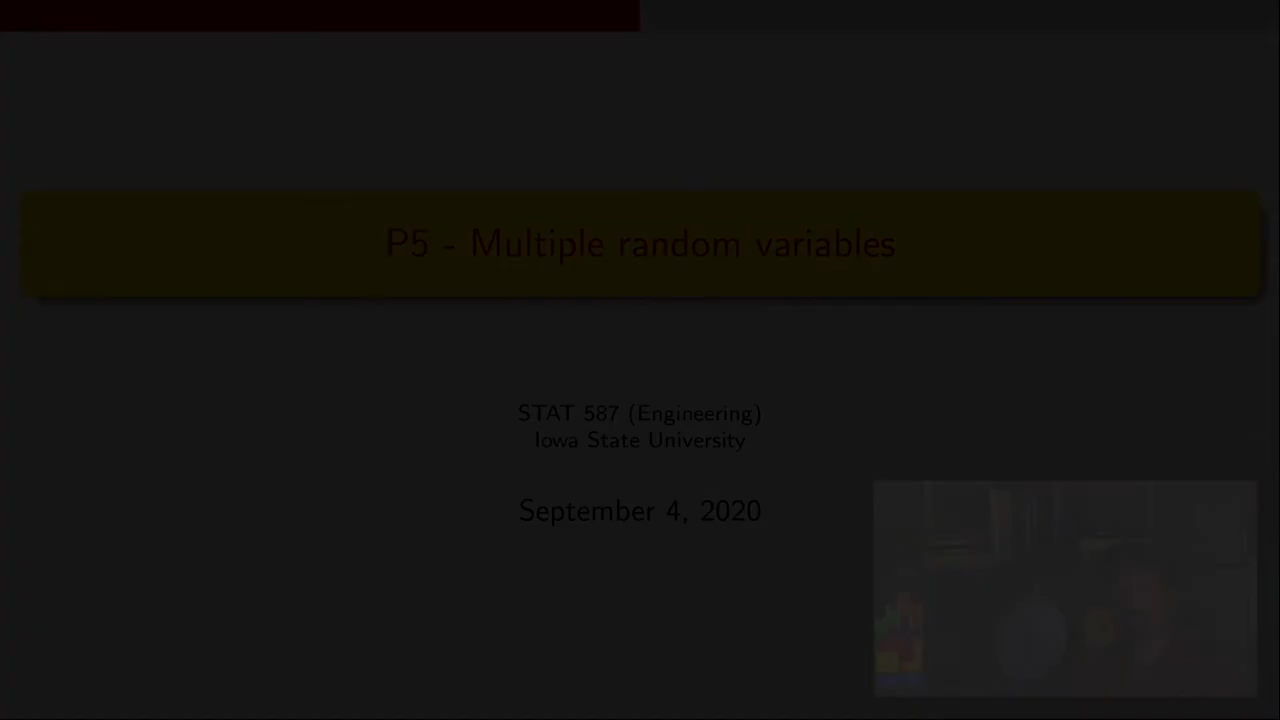 P5 - Multiple random variables
STAT 587 (Engineering)
Iowa State University
September 4, 2020